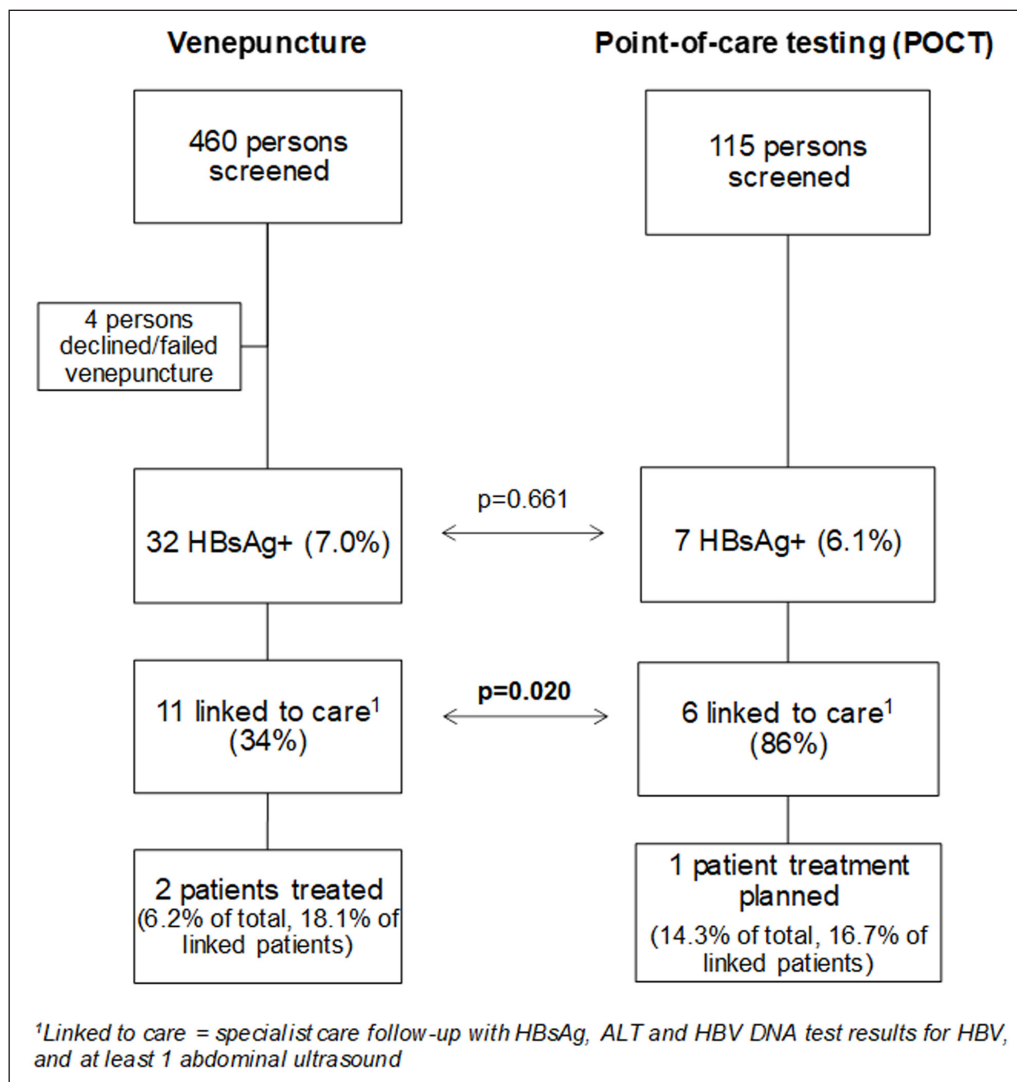 Venepuncture
Point-of-care testing (POCT)
460 persons
screened
115 persons
screened
4 persons
declined/failed
venepuncture
32 HBsAg+ (7.0%)
p=0.661
7 HBsAg+ (6.1%)
11 linked to care¹
(34%)
p=0.020
6 linked to care¹
(86%)
2 patients treated
(6.2% of total, 18.1% of
linked patients)
1 patient treatment
planned
(14.3% of total, 16.7% of
linked patients)
¹Linked to care = specialist care follow-up with HBsAg, ALT and HBV DNA test results for HBV,
and at least 1 abdominal ultrasound